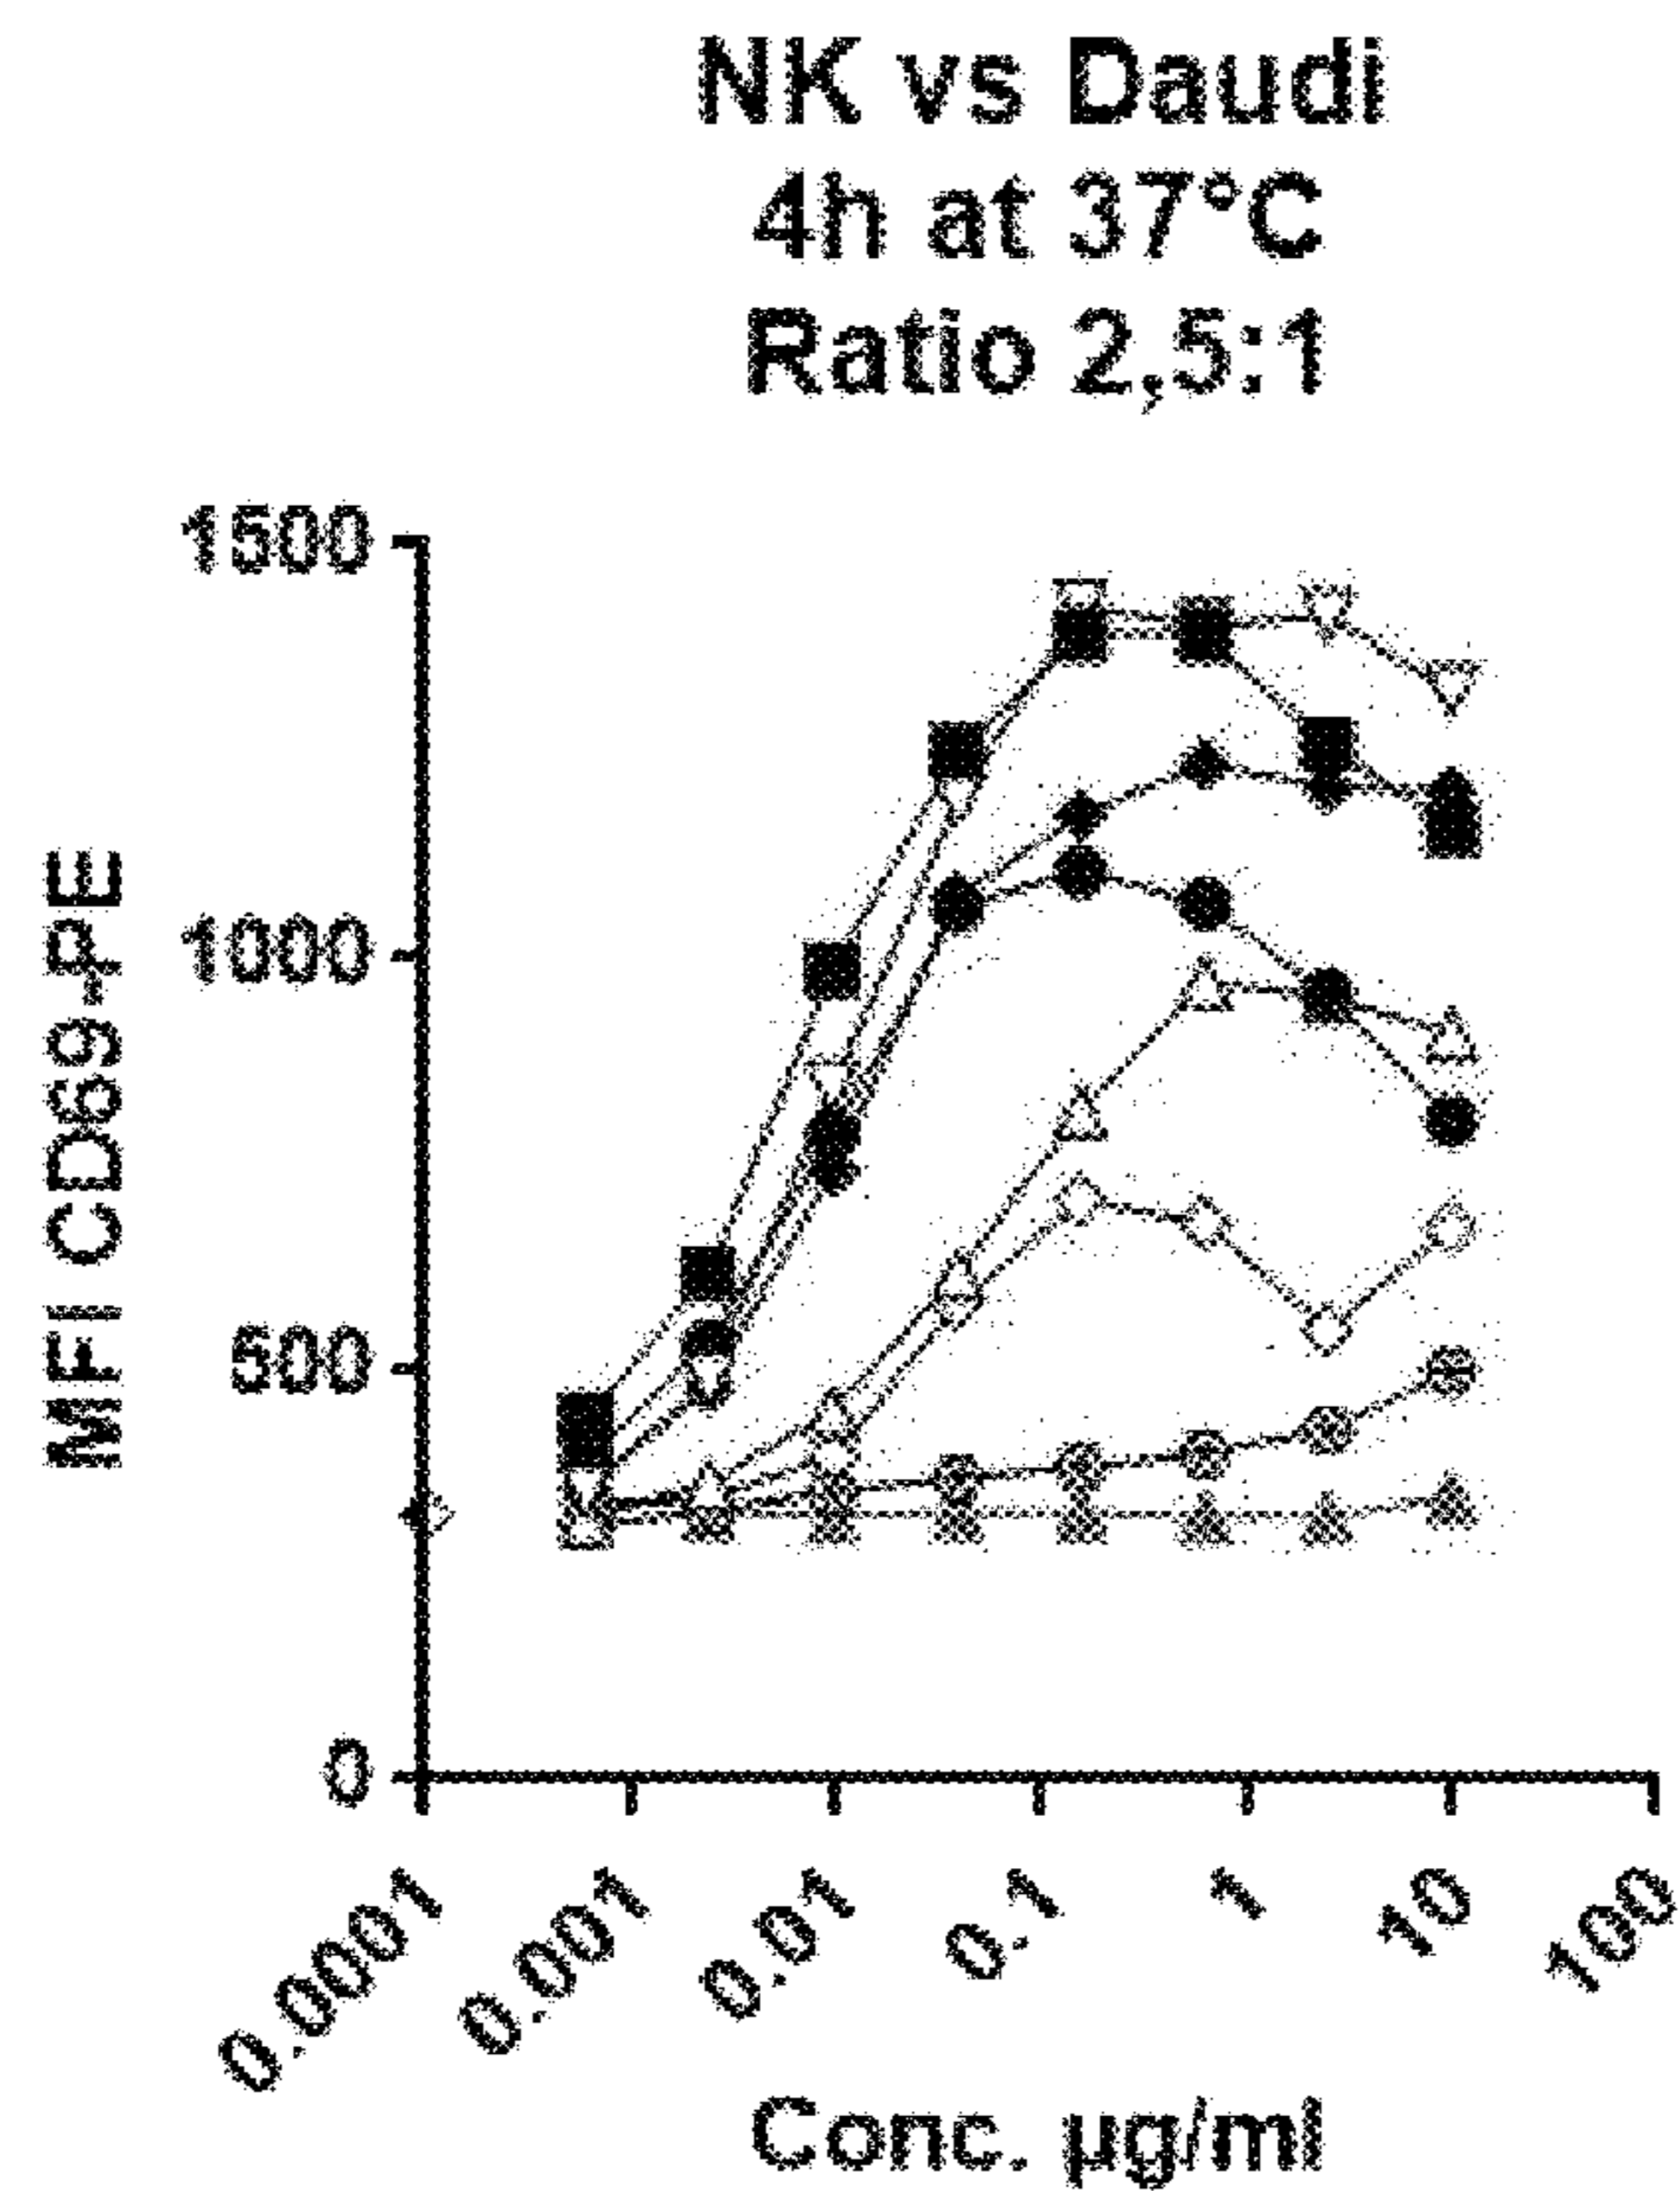 NK vs Daudi
4h at 37°C
Ratio 2,5:1
MFI CD69-PE
1500
1000
500
0
0.0001
0.001
0.01
0.1
1
10
100
Conc. µg/ml